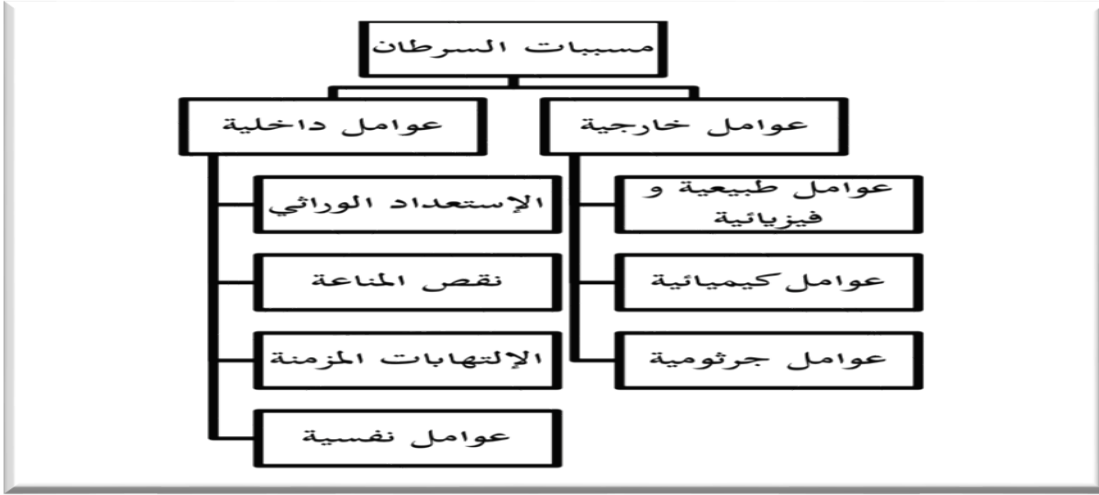 مسببات السرطان
عوامل خارجية
عوامل طبيعية و
فيزيائية
عوامل كيميائية
عوامل جرثومية
عوامل داخلية
الإستعداد الوراثي
نقص المناعة
الإلتهابات المزمنة
عوامل نفسية